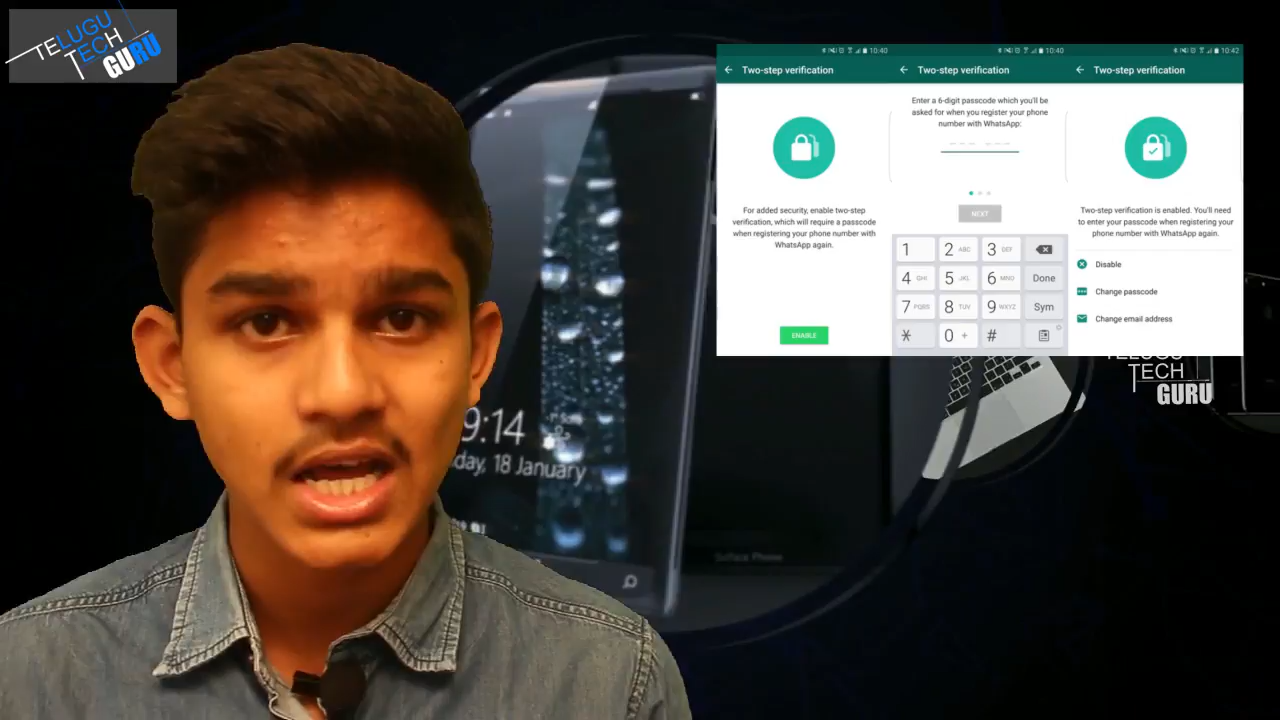 TELUGU
TECH
GURU
10:40
Two-step verification
For added security, enable two-step
verification, which will require a passcode
when registering your phone number with
WhatsApp again.
ENABLE
10:40
Two-step verification
Enter a 6-digit passcode which you'll be
asked for when you register your phone
number with WhatsApp:
NEXT
1 2 ABC 3 DEF
4 GHI 5 JKL 6 MNO Done
7 PQRS 8 TUV 9 WXYZ Sym
* 0 + #
10:42
Two-step verification
Two-step verification is enabled. You'll need
to enter your passcode when registering your
phone number with WhatsApp again.
Disable
Change passcode
Change email address
TELUGU
TECH
GURU
9:14
day, 18 January
Surface Phone